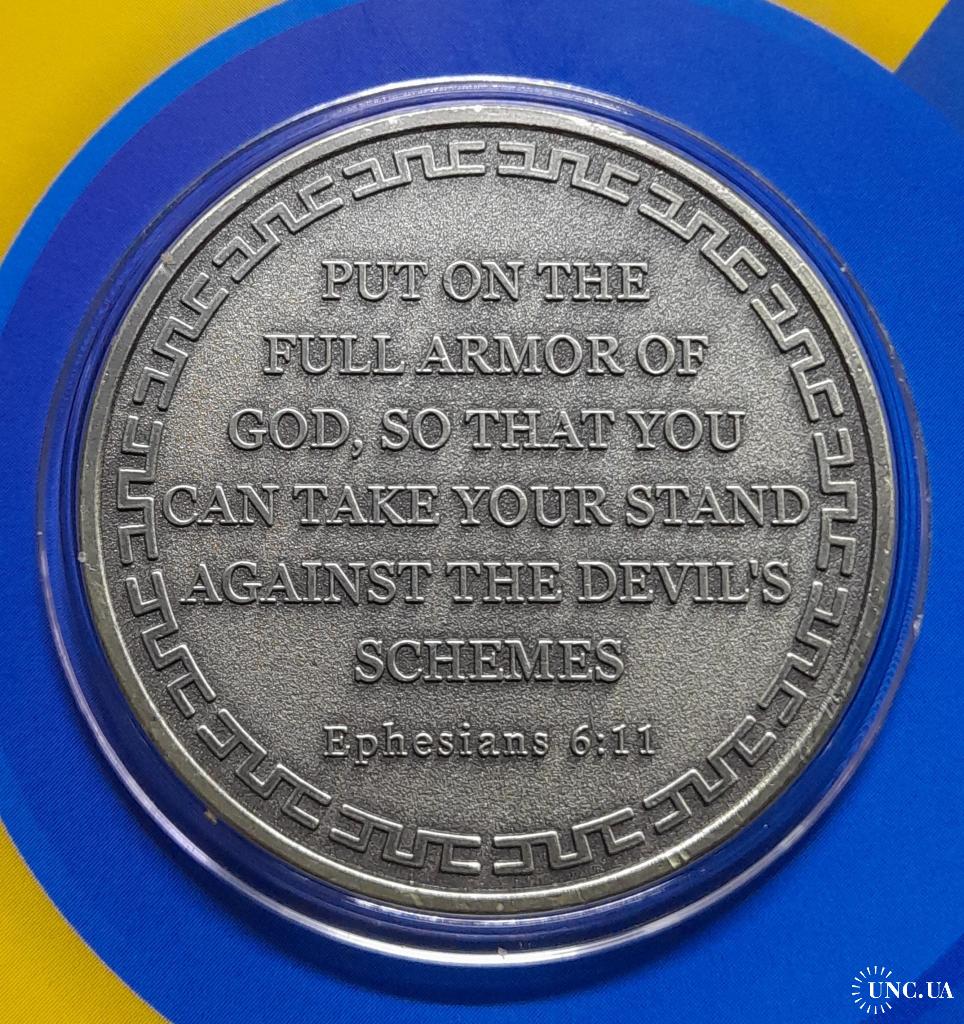 PUT ON THE
FULL ARMOR OF
GOD, SO THAT YOU
CAN TAKE YOUR STAND
AGAINST THE DEVIL'S
SCHEMES
Ephesians 6:11
UNC.UA